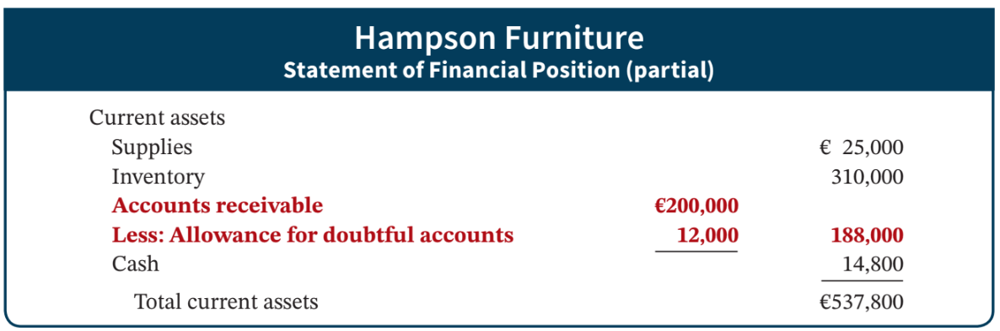 Hampson Furniture
Statement of Financial Position (partial)
Current assets
Supplies € 25,000
Inventory 310,000
Accounts receivable €200,000
Less: Allowance for doubtful accounts 12,000 188,000
Cash 14,800
Total current assets €537,800